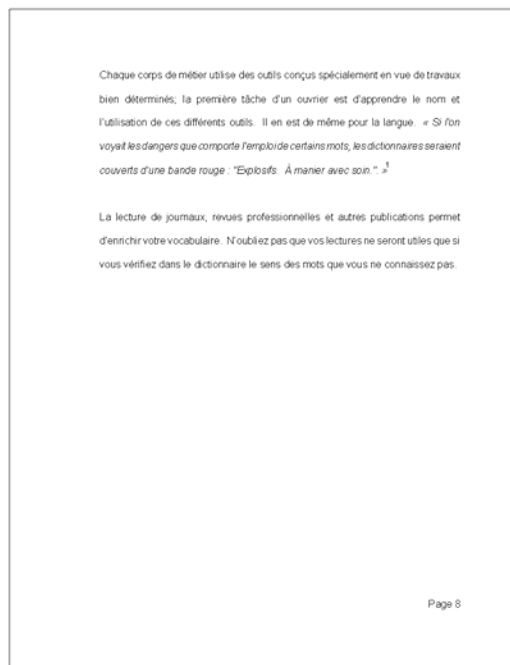 Chaque corps de métier utilise des outils conçus spécialement en vue de travaux
bien déterminés; la première tâche d'un ouvrier est d'apprendre le nom et
l'utilisation de ces différents outils. Il en est de même pour la langue. « Si l'on
voyait les dangers que comporte l'emploi de certains mots, les dictionnaires seraient
couverts d'une bande rouge : "Explosifs. À manier avec soin.". »1
La lecture de journaux, revues professionnelles et autres publications permet
d'enrichir votre vocabulaire. N'oubliez pas que vos lectures ne seront utiles que si
vous vérifiez dans le dictionnaire le sens des mots que vous ne connaissez pas.
Page 8